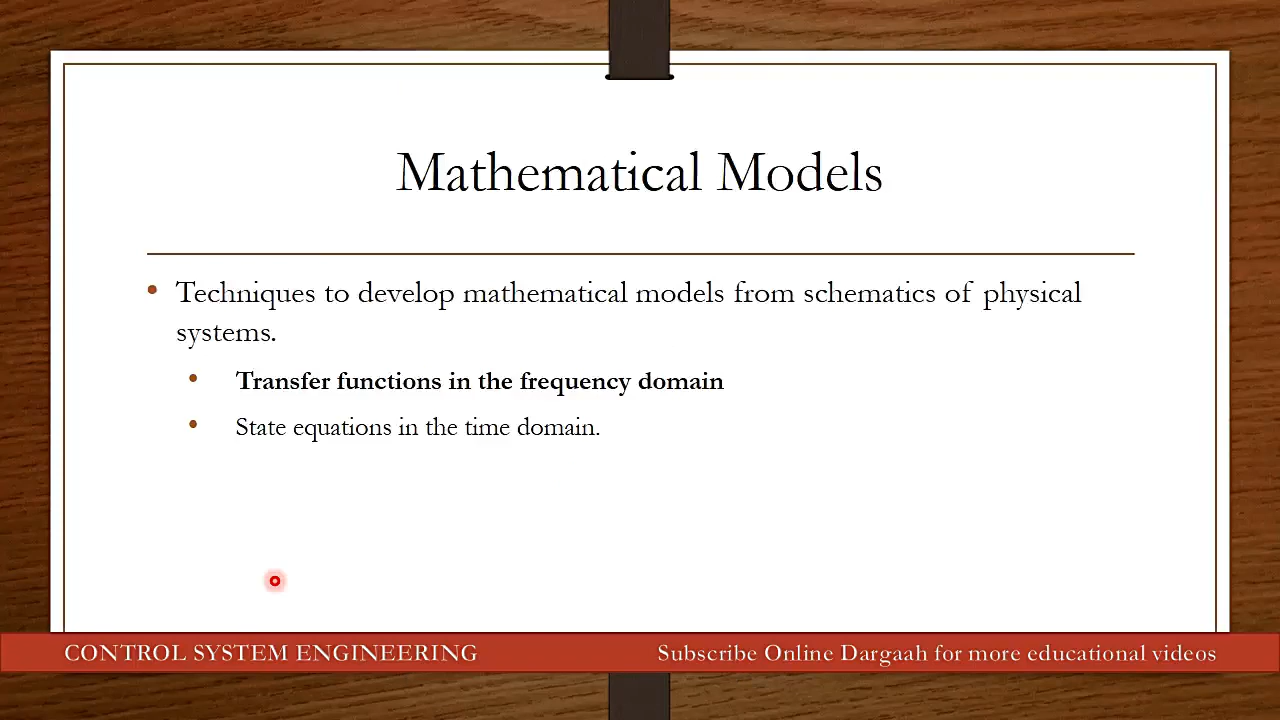 Mathematical Models
• Techniques to develop mathematical models from schematics of physical
systems.
• Transfer functions in the frequency domain
• State equations in the time domain.
CONTROL SYSTEM ENGINEERING
Subscribe Online Dargaah for more educational videos